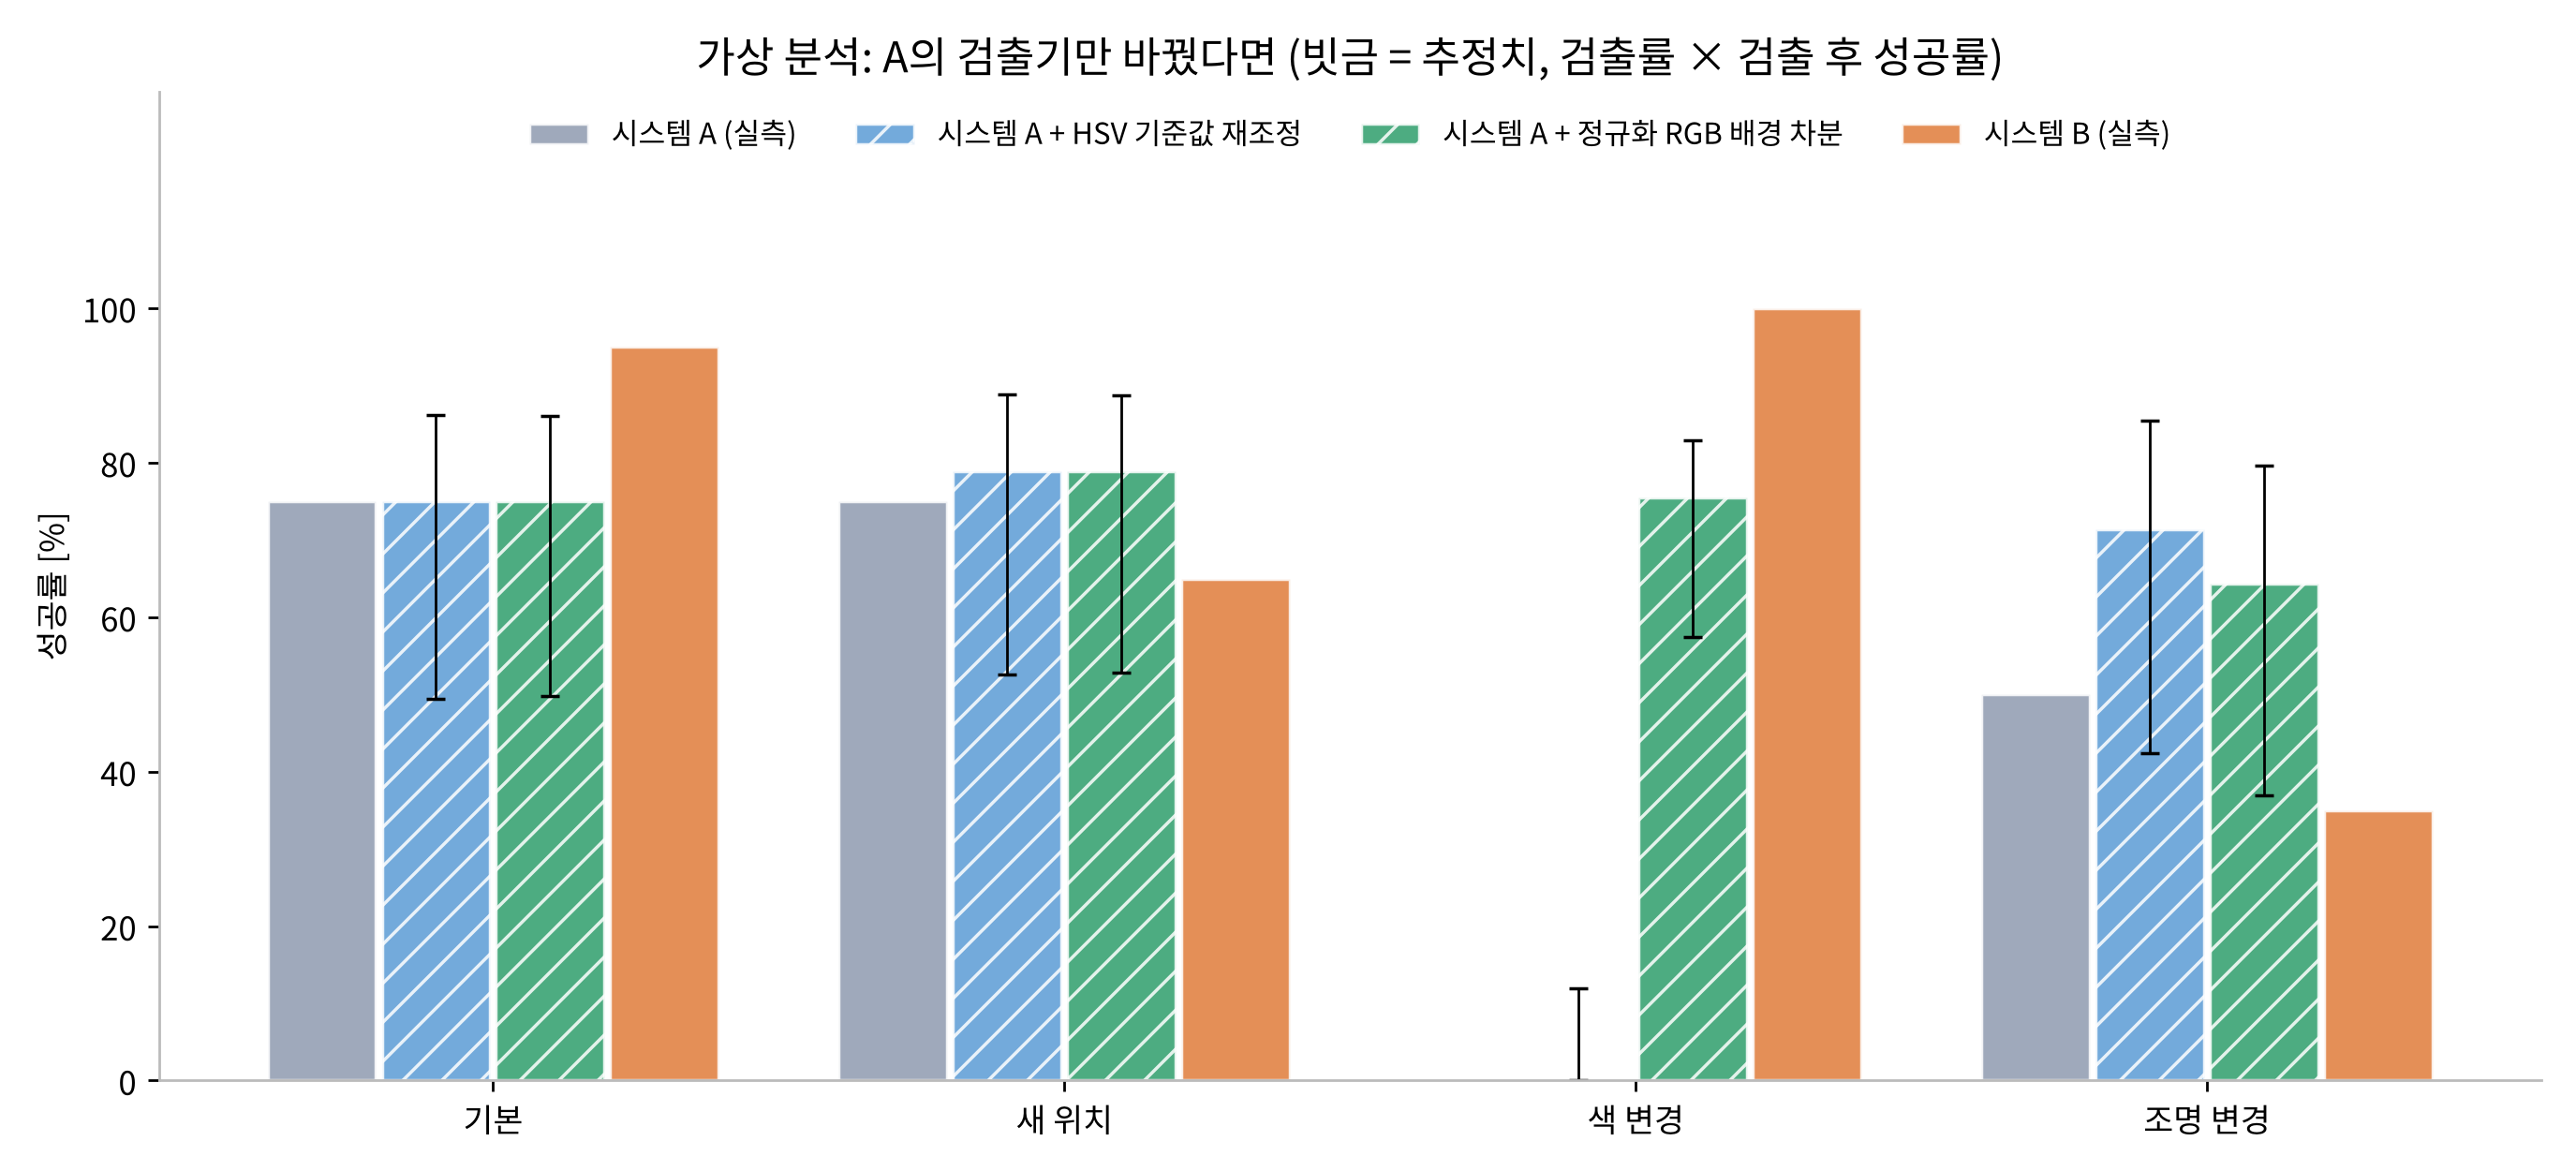 가상 분석: A의 검출기만 바꿨다면 (빗금 = 추정치, 검출률 × 검출 후 성공률)
시스템 A (실측) 시스템 A + HSV 기준값 재조정 시스템 A + 정규화 RGB 배경 차분 시스템 B (실측)
성공률 [%]
100
80
60
40
20
0
기본 새 위치 색 변경 조명 변경